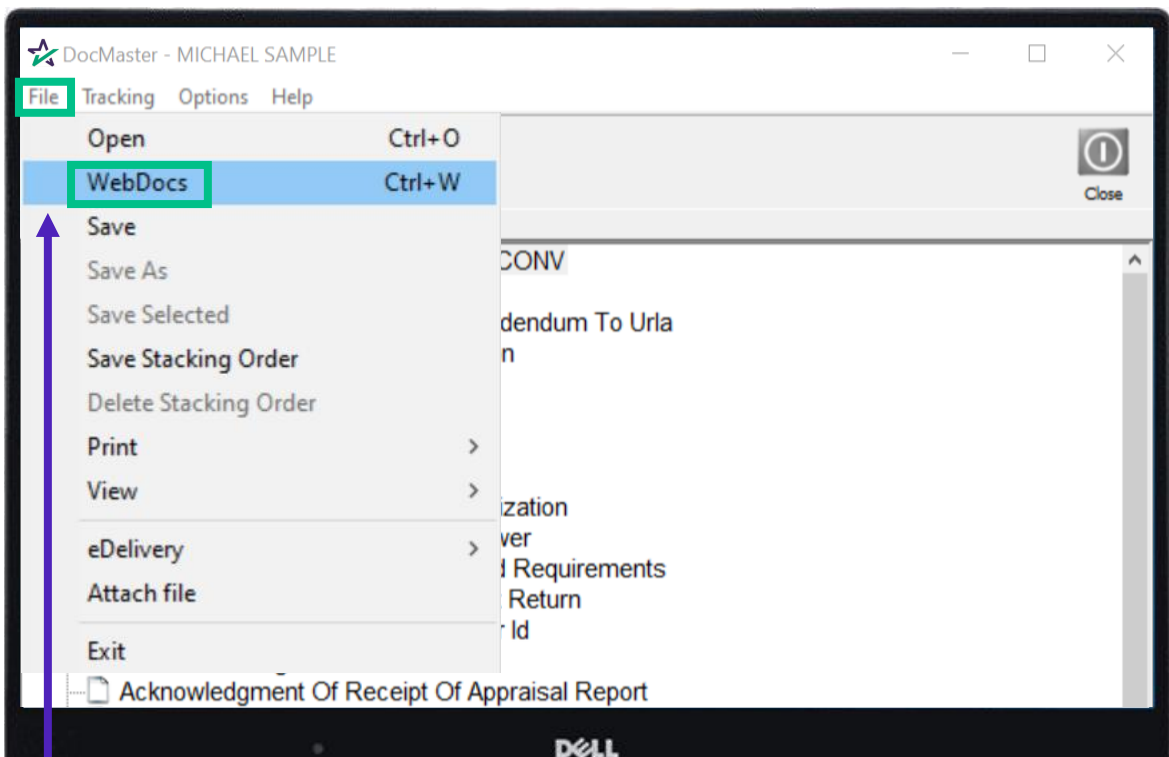 DocMaster - MICHAEL SAMPLE
File Tracking Options Help
Open Ctrl+O
WebDocs Ctrl+W
Close
Save
CONV
Save As
Save Selected
dendum To Urla
Save Stacking Order
n
Delete Stacking Order
Print
View
ization
ver
eDelivery
Requirements
Attach file
Return
Id
Exit
Acknowledgment Of Receipt Of Appraisal Report
DELL